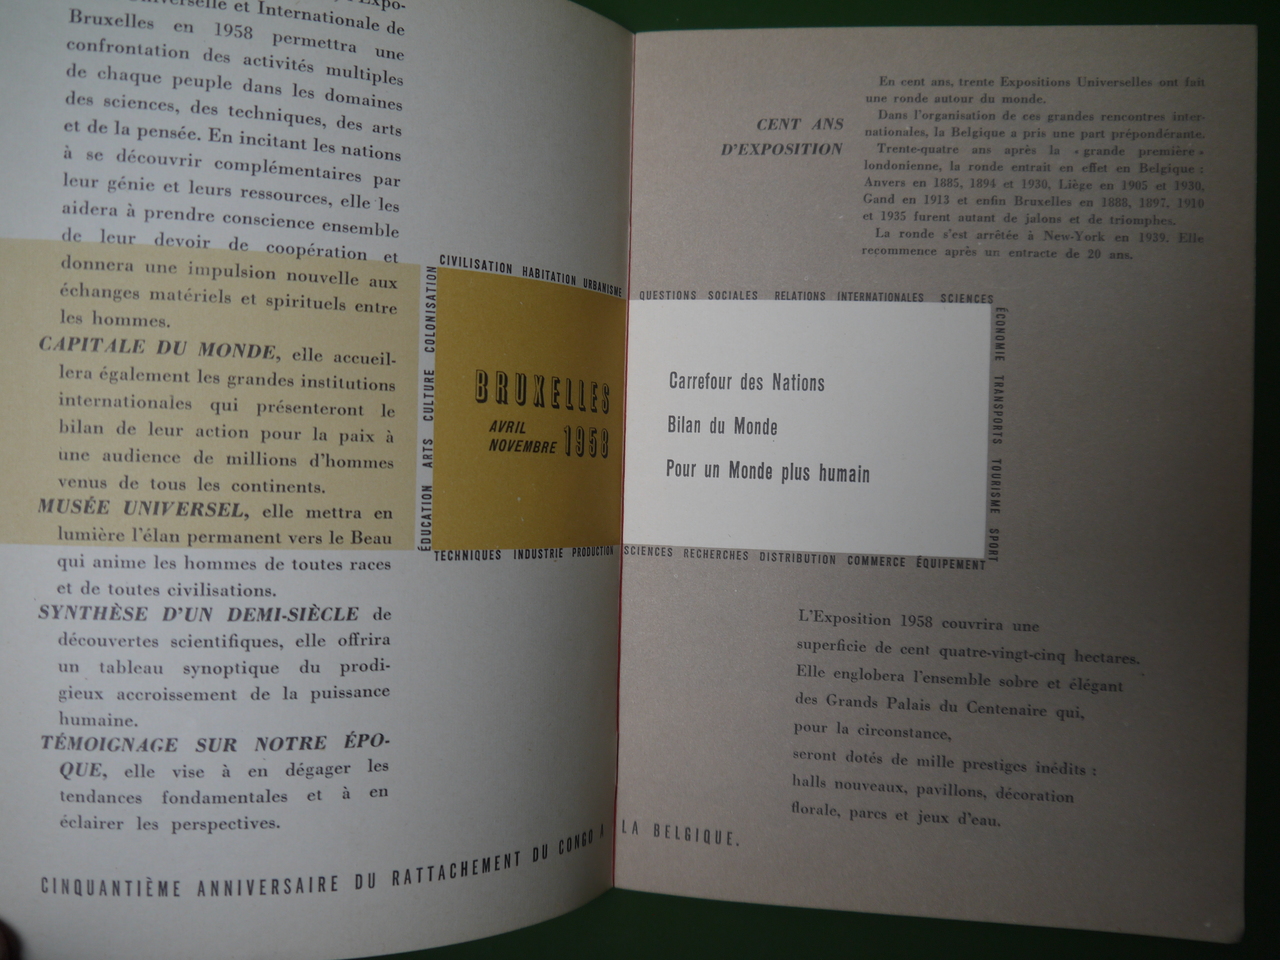 Universelle et Internationale de
Bruxelles en 1958 permettra une
confrontation des activités multiples
de chaque peuple dans les domaines
des sciences, des techniques, des arts
et de la pensée. En incitant les nations
à se découvrir complémentaires par
leur génie et leurs ressources, elle les
aidera à prendre conscience ensemble
de leur devoir de coopération et
donnera une impulsion nouvelle aux
échanges matériels et spirituels entre
les hommes.
CAPITALE DU MONDE, elle accueil-
lera également les grandes institutions
internationales qui présenteront le
bilan de leur action pour la paix à
une audience de millions d'hommes
venus de tous les continents.
MUSÉE UNIVERSEL, elle mettra en
lumière l'élan permanent vers le Beau
qui anime les hommes de toutes races
et de toutes civilisations.
SYNTHÈSE D'UN DEMI-SIÈCLE de
découvertes scientifiques, elle offrira
un tableau synoptique du prodi-
gieux accroissement de la puissance
humaine.
TÉMOIGNAGE SUR NOTRE ÉPO-
QUE, elle vise à en dégager les
tendances fondamentales et à en
éclairer les perspectives.
CIVILISATION HABITATION URBANISME
ÉDUCATION ARTS CULTURE COLONISATION
BRUXELLES
AVRIL
NOVEMBRE 1958
TECHNIQUES INDUSTRIE PRODUCTION
CENT ANS
D'EXPOSITION
En cent ans, trente Expositions Universelles ont fait
une ronde autour du monde.
Dans l'organisation de ces grandes rencontres inter-
nationales, la Belgique a pris une part prépondérante.
Trente-quatre ans après la « grande première »
londonienne, la ronde entrait en effet en Belgique :
Anvers en 1885, 1894 et 1930, Liège en 1905 et 1930,
Gand en 1913 et enfin Bruxelles en 1888, 1897, 1910
et 1935 furent autant de jalons et de triomphes.
La ronde s'est arrêtée à New-York en 1939. Elle
recommence après un entracte de 20 ans.
QUESTIONS SOCIALES RELATIONS INTERNATIONALES SCIENCES
ÉCONOMIE TRANSPORTS TOURISME SPORT
Carrefour des Nations
Bilan du Monde
Pour un Monde plus humain
SCIENCES RECHERCHES DISTRIBUTION COMMERCE ÉQUIPEMENT
L'Exposition 1958 couvrira une
superficie de cent quatre-vingt-cinq hectares.
Elle englobera l'ensemble sobre et élégant
des Grands Palais du Centenaire qui,
pour la circonstance,
seront dotés de mille prestiges inédits :
halls nouveaux, pavillons, décoration
florale, parcs et jeux d'eau.
CINQUANTIÈME ANNIVERSAIRE DU RATTACHEMENT DU CONGO A LA BELGIQUE.